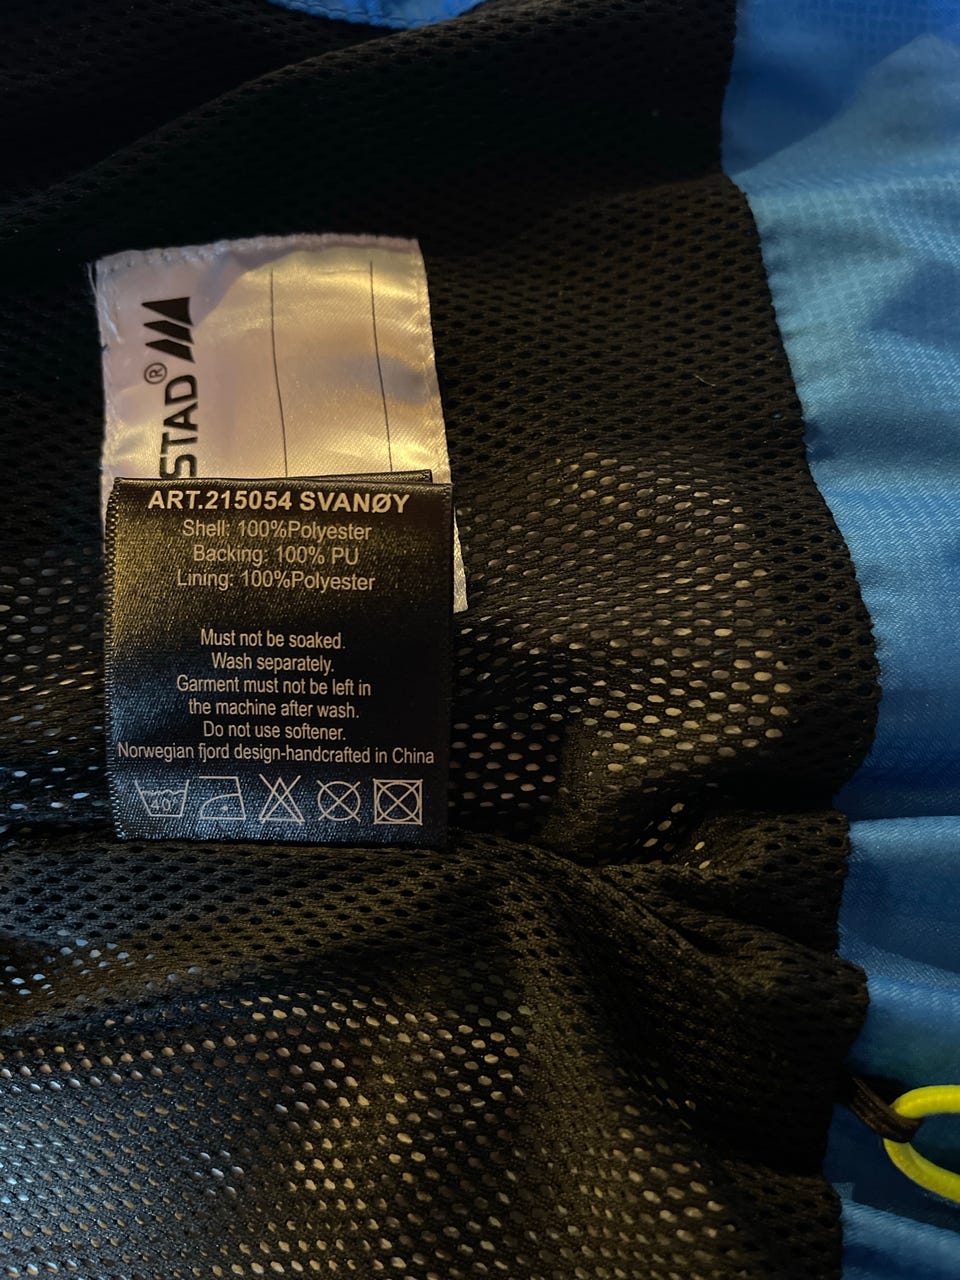 STAD®
ART.215054 SVANØY
Shell: 100%Polyester
Backing: 100% PU
Lining: 100%Polyester
Must not be soaked.
Wash separately.
Garment must not be left in
the machine after wash.
Do not use softener.
Norwegian fjord design-handcrafted in China
40°